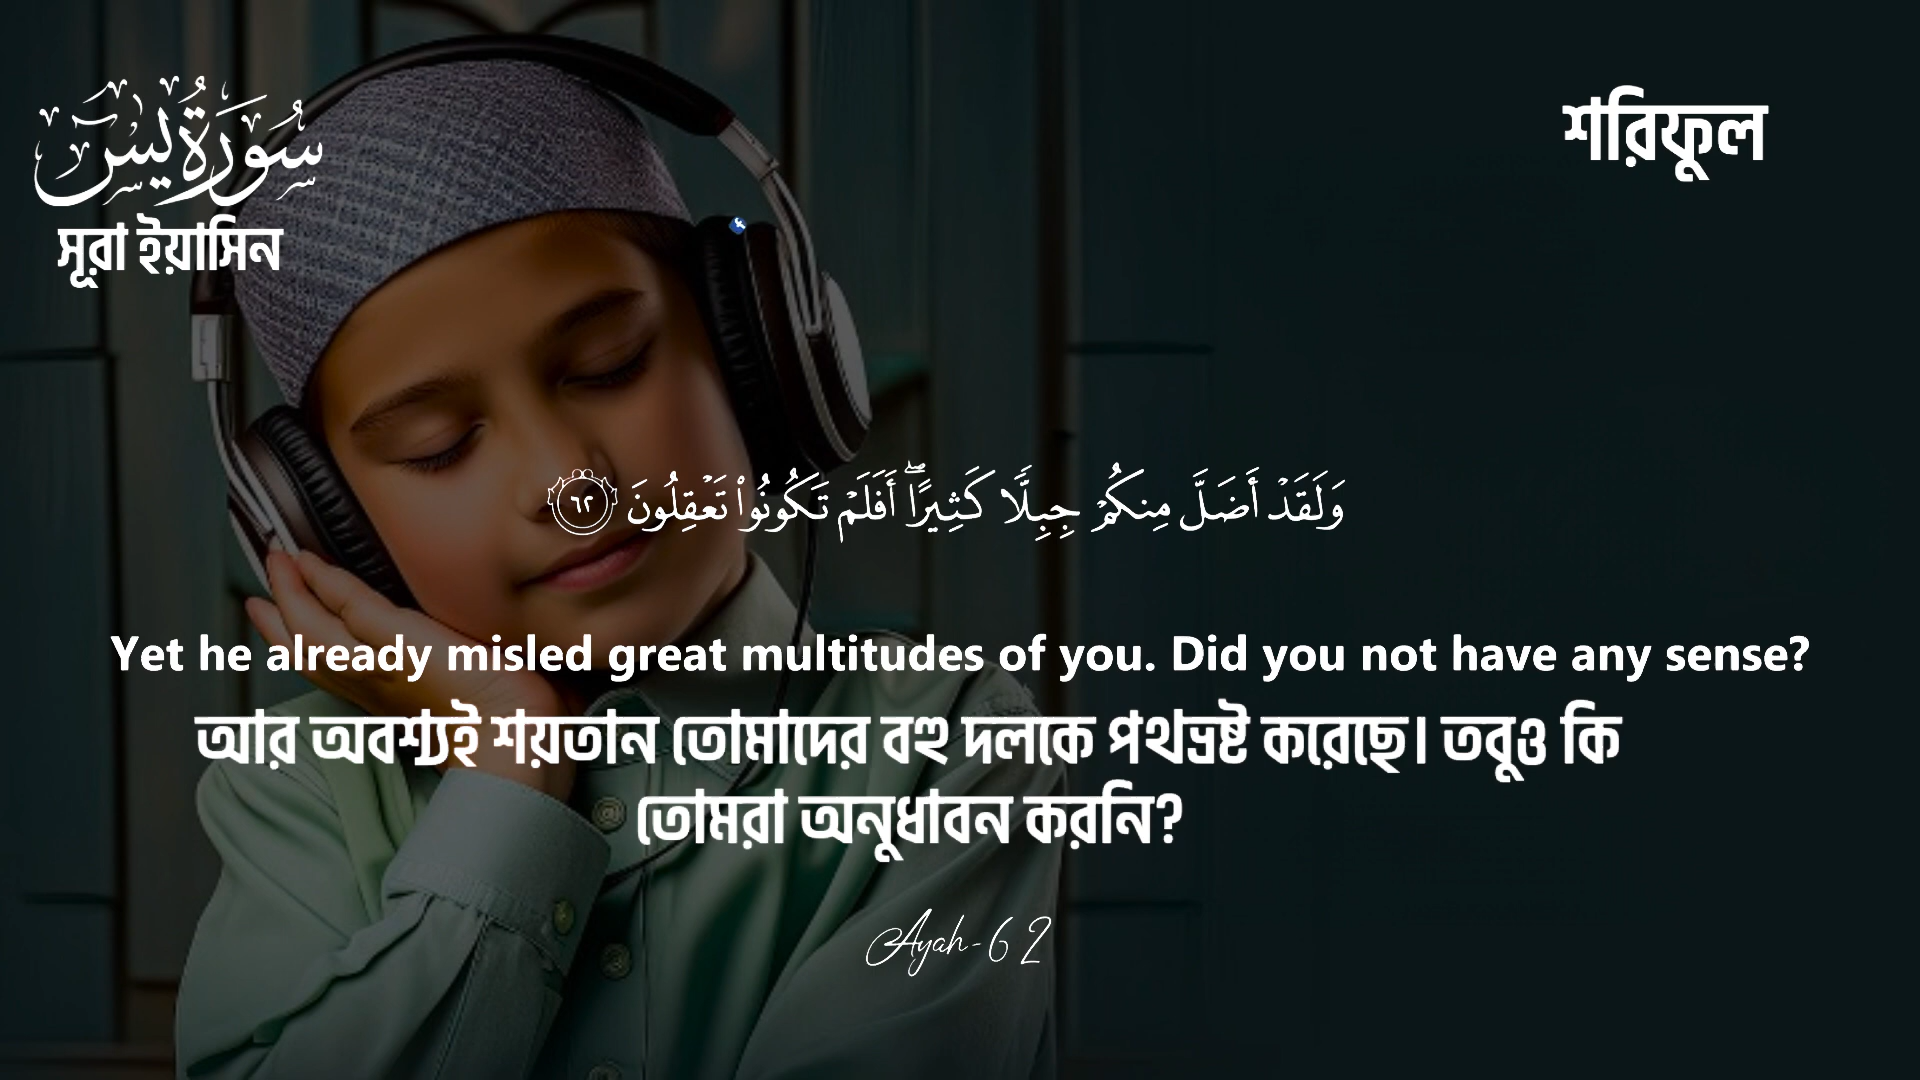 سُورَةُ يسٓ
সূরা ইয়াসিন
শরিফুল
وَلَقَدۡ أَضَلَّ مِنكُمۡ جِبِلّٗا كَثِيرًاۖ أَفَلَمۡ تَكُونُواْ تَعۡقِلُونَ ٦٢
Yet he already misled great multitudes of you. Did you not have any sense?
আর অবশ্যই শয়তান তোমাদের বহু দলকে পথভ্রষ্ট করেছে। তবুও কি
তোমরা অনুধাবন করনি?
Ayah-62